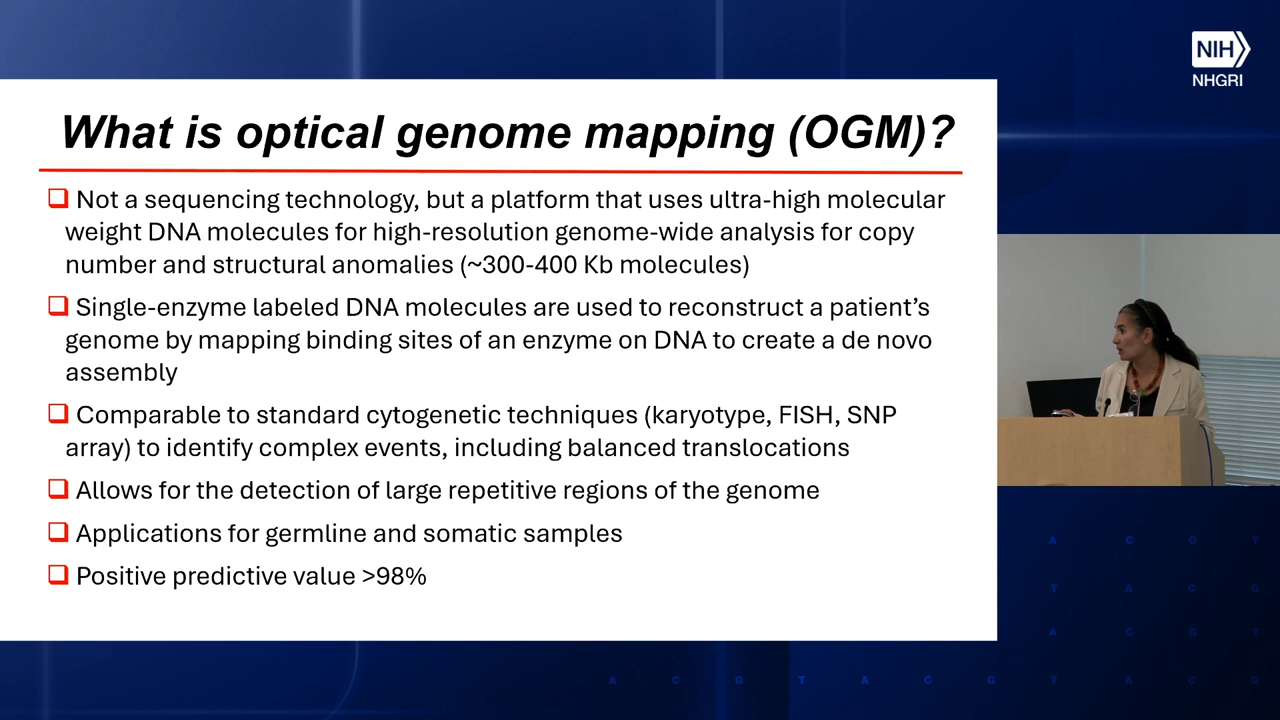 NIH
NHGRI
What is optical genome mapping (OGM)?
Not a sequencing technology, but a platform that uses ultra-high molecular
weight DNA molecules for high-resolution genome-wide analysis for copy
number and structural anomalies (~300-400 Kb molecules)
Single-enzyme labeled DNA molecules are used to reconstruct a patient’s
genome by mapping binding sites of an enzyme on DNA to create a de novo
assembly
Comparable to standard cytogenetic techniques (karyotype, FISH, SNP
array) to identify complex events, including balanced translocations
Allows for the detection of large repetitive regions of the genome
Applications for germline and somatic samples
Positive predictive value >98%
A C G T
T A C G
A C G T
A C G T A C G T A C G